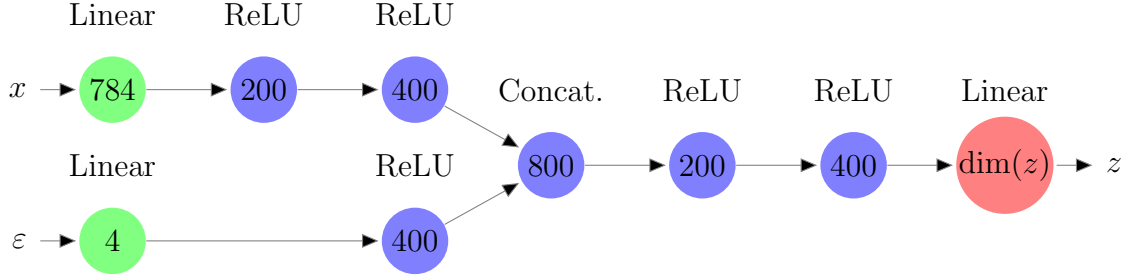 Linear ReLU ReLU
x 784 200 400 Concat. ReLU ReLU Linear
Linear ReLU 800 200 400 dim(z) z
ε 4 400